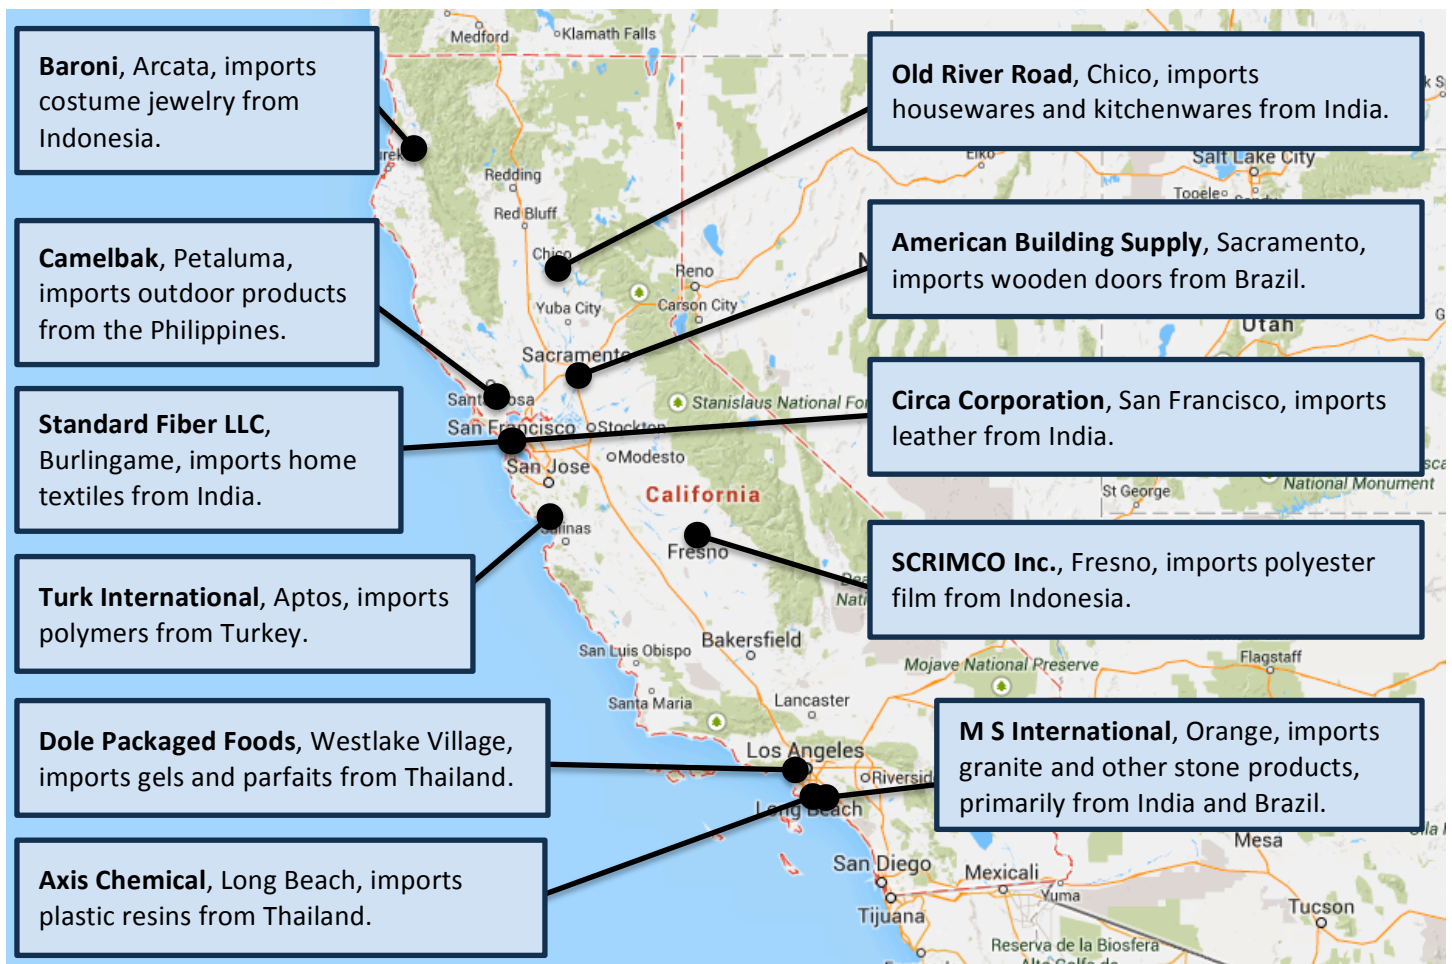 Baroni, Arcata, imports
costume jewelry from
Indonesia.
Camelbak, Petaluma,
imports outdoor products
from the Philippines.
Standard Fiber LLC,
Burlingame, imports home
textiles from India.
Turk International, Aptos, imports
polymers from Turkey.
Dole Packaged Foods, Westlake Village,
imports gels and parfaits from Thailand.
Axis Chemical, Long Beach, imports
plastic resins from Thailand.
Old River Road, Chico, imports
housewares and kitchenwares from India.
American Building Supply, Sacramento,
imports wooden doors from Brazil.
Circa Corporation, San Francisco, imports
leather from India.
SCRIMCO Inc., Fresno, imports polyester
film from Indonesia.
M S International, Orange, imports
granite and other stone products,
primarily from India and Brazil.
Medford
Klamath Falls
Redding
Red Bluff
Chico
Yuba City
Reno
Carson City
Elko
Salt Lake City
Tooele
Utah
Sacramento
San Francisco
Stockton
Stanislaus National
San Jose
Modesto
California
St George
National Monument
Fresno
Bakersfield
San Luis Obispo
Mojave National Preserve
Flagstaff
Santa Maria
Lancaster
Los Angeles
Long Beach
San Diego
Mexicali
Yuma
Mesa
Tijuana
Tucson
Reserva de la Biosfera